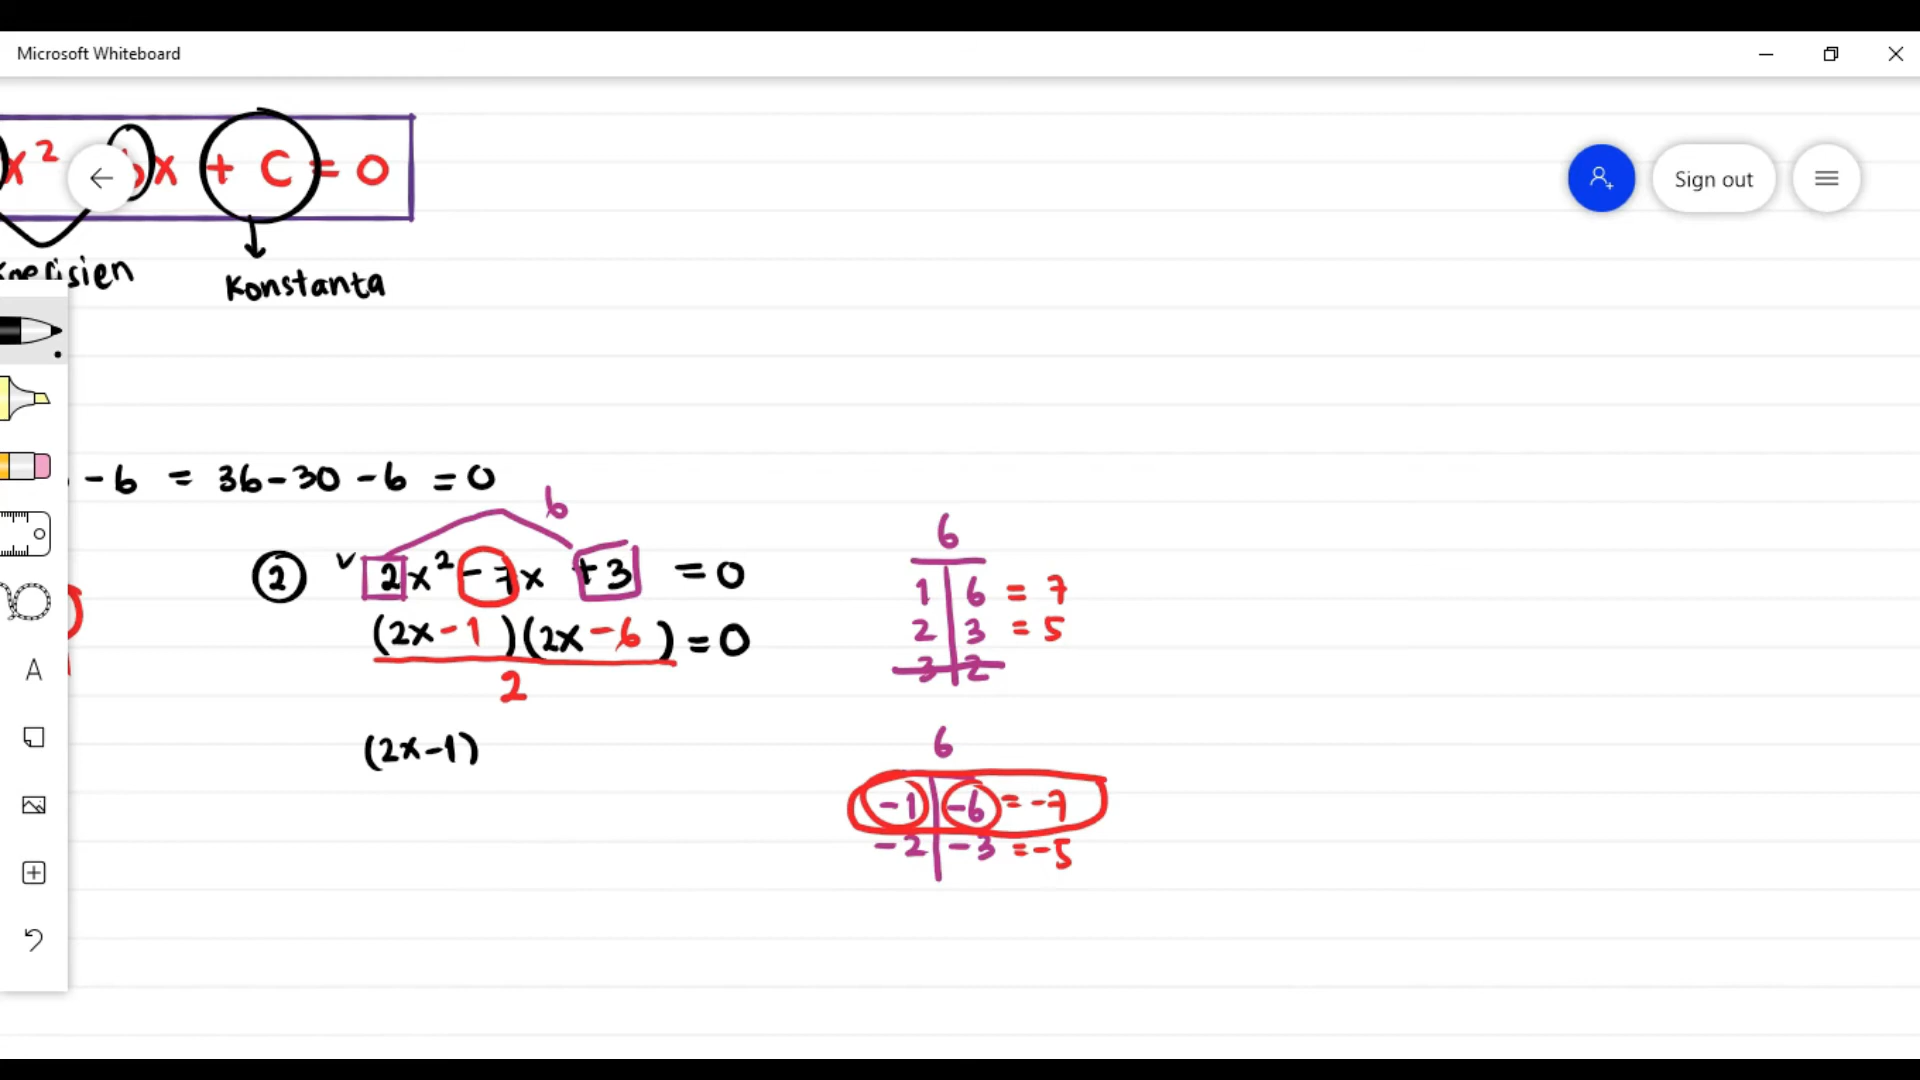 Microsoft Whiteboard
Sign out
x² x + C = 0
Konstanta
- 6 = 36 - 30 - 6 = 0
6
② v 2x² - 7x + 3 = 0
(2x - 1)(2x - 6) = 0
2
(2x - 1)
6
1 | 6 = 7
2 | 3 = 5
3 | 2
6
-1 | -6 = -7
-2 | -3 = -5
A